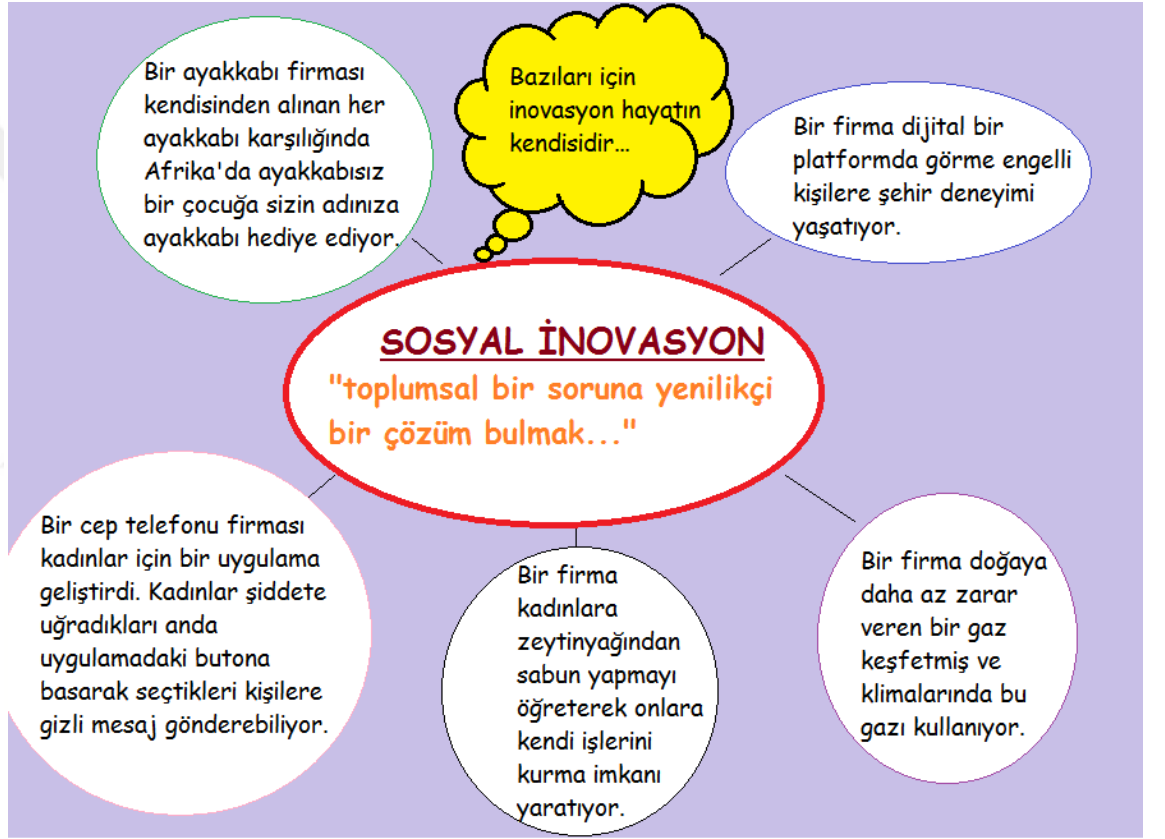 Bir ayakkabı firması
kendisinden alınan her
ayakkabı karşılığında
Afrika'da ayakkabısız
bir çocuğa sizin adınıza
ayakkabı hediye ediyor.
Bazıları için
inovasyon hayatın
kendisidir...
Bir firma dijital bir
platformda görme engelli
kişilere şehir deneyimi
yaşatıyor.
SOSYAL İNOVASYON
"toplumsal bir soruna yenilikçi
bir çözüm bulmak..."
Bir cep telefonu firması
kadınlar için bir uygulama
geliştirdi. Kadınlar şiddete
uğradıkları anda
uygulamadaki butona
basarak seçtikleri kişilere
gizli mesaj gönderebiliyor.
Bir firma
kadınlara
zeytinyağından
sabun yapmayı
öğreterek onlara
kendi işlerini
kurma imkanı
yaratıyor.
Bir firma doğaya
daha az zarar
veren bir gaz
keşfetmiş ve
klimalarında bu
gazı kullanıyor.